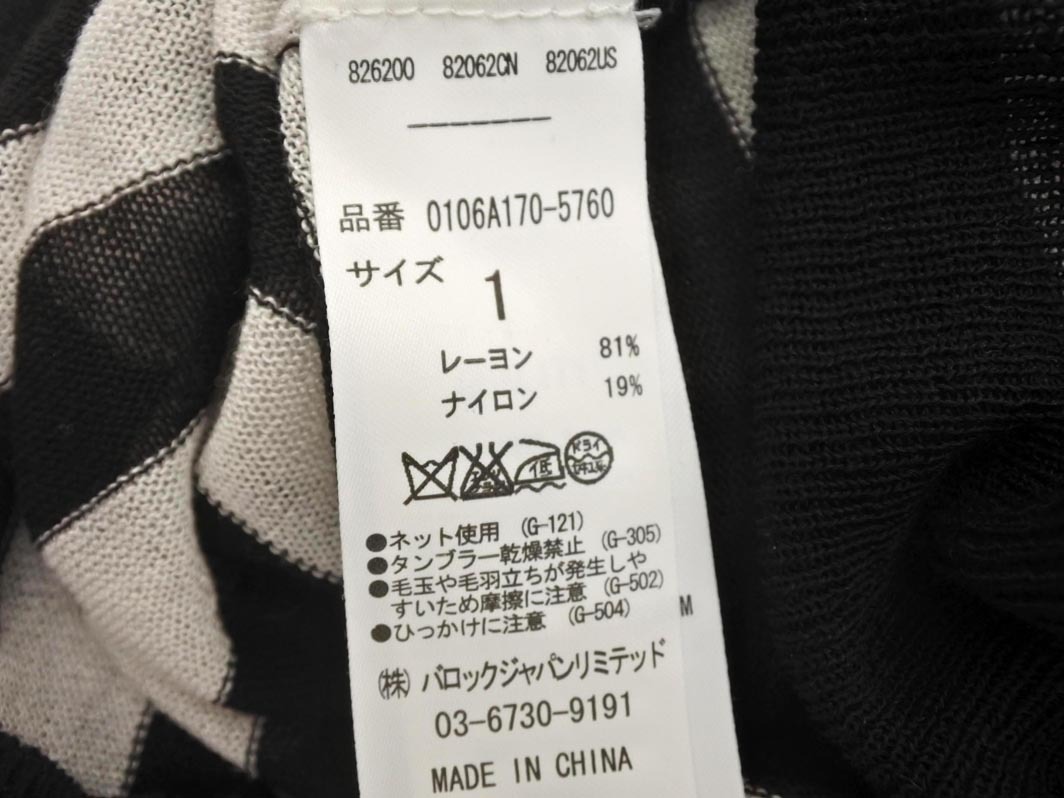 826200 82062CN 82062US
品番 0106A170-5760
サイズ 1
レーヨン 81%
ナイロン 19%
低 ドライ
●ネット使用 (G-121)
●タンブラー乾燥禁止 (G-305)
●毛玉や毛羽立ちが発生しや
すいため摩擦に注意 (G-502)
●ひっかけに注意 (G-504)
M
㈱ バロックジャパンリミテッド
03-6730-9191
MADE IN CHINA